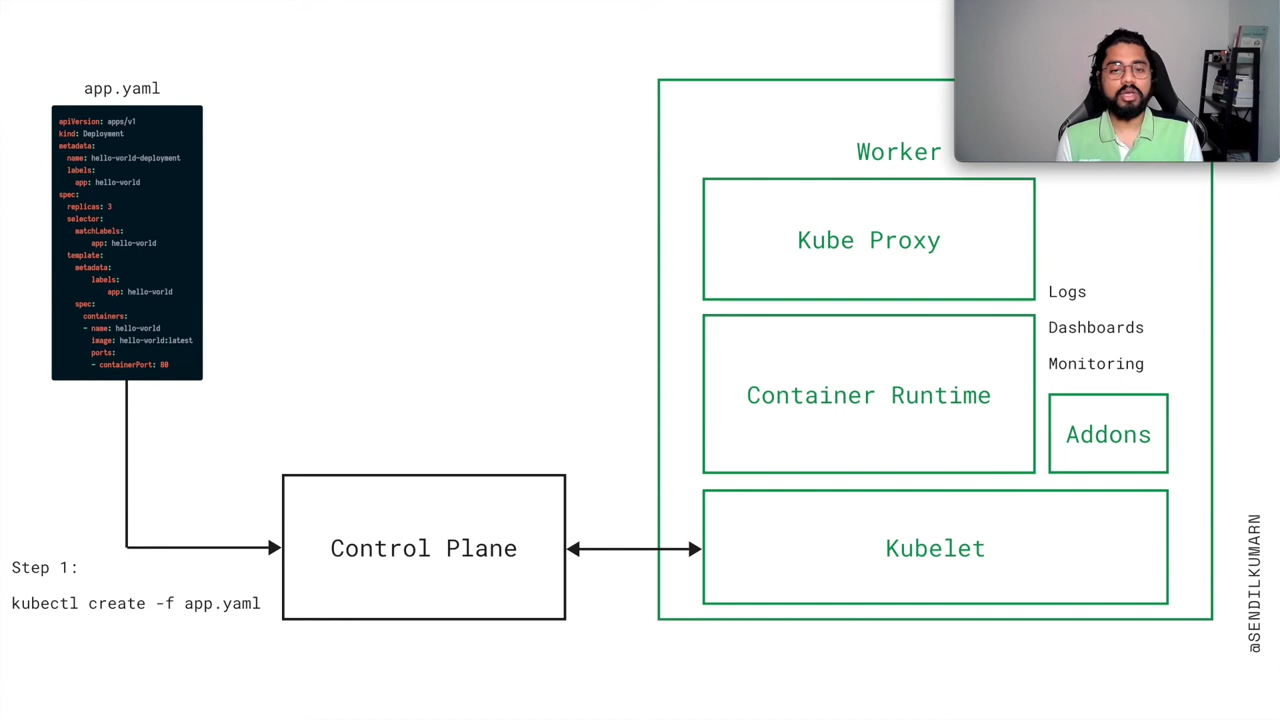 app.yaml
apiVersion: apps/v1
kind: Deployment
metadata:
name: hello-world-deployment
labels:
app: hello-world
spec:
replicas: 3
selector:
matchLabels:
app: hello-world
template:
metadata:
labels:
app: hello-world
spec:
containers:
- name: hello-world
image: hello-world:latest
ports:
- containerPort: 80
Step 1:
kubectl create -f app.yaml
Control Plane
Worker
Kube Proxy
Container Runtime
Logs
Dashboards
Monitoring
Addons
Kubelet
@SENDILKUMARN